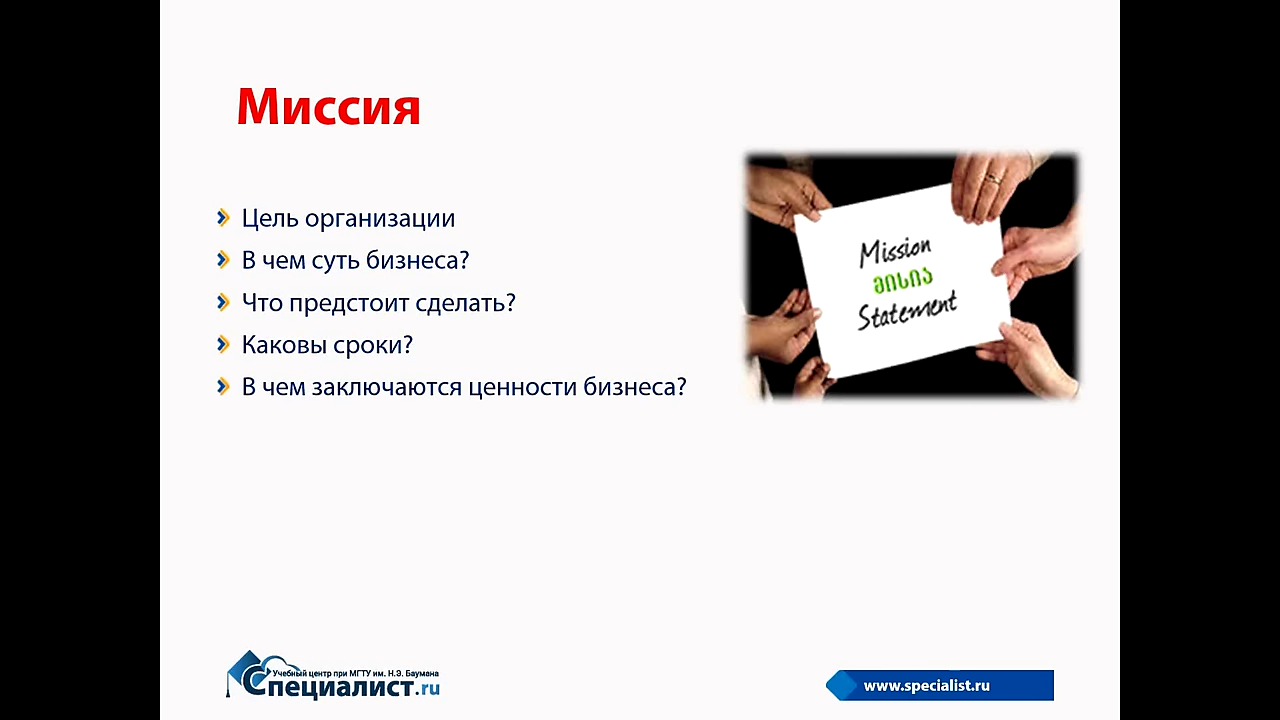 Миссия
Цель организации
В чем суть бизнеса?
Что предстоит сделать?
Каковы сроки?
В чем заключаются ценности бизнеса?
Mission
მისია
Statement
Учебный центр при МГТУ им. Н.Э. Баумана
Специалист.ru
www.specialist.ru